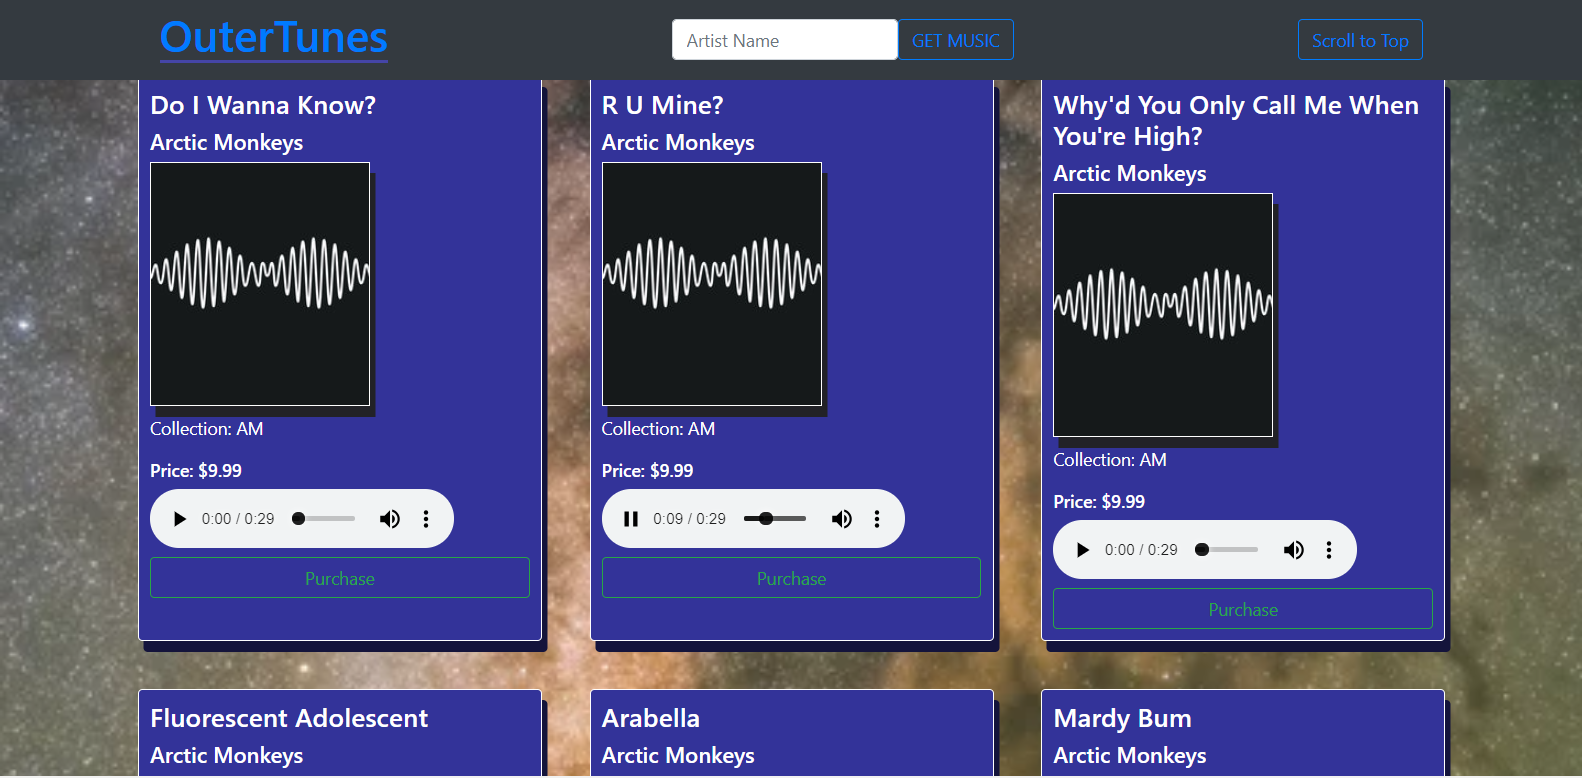 OuterTunes
Artist Name
GET MUSIC
Scroll to Top
Do I Wanna Know?
Arctic Monkeys
Collection: AM
Price: $9.99
0:00 / 0:29
Purchase
R U Mine?
Arctic Monkeys
Collection: AM
Price: $9.99
0:09 / 0:29
Purchase
Why'd You Only Call Me When
You're High?
Arctic Monkeys
Collection: AM
Price: $9.99
0:00 / 0:29
Purchase
Fluorescent Adolescent
Arctic Monkeys
Arabella
Arctic Monkeys
Mardy Bum
Arctic Monkeys